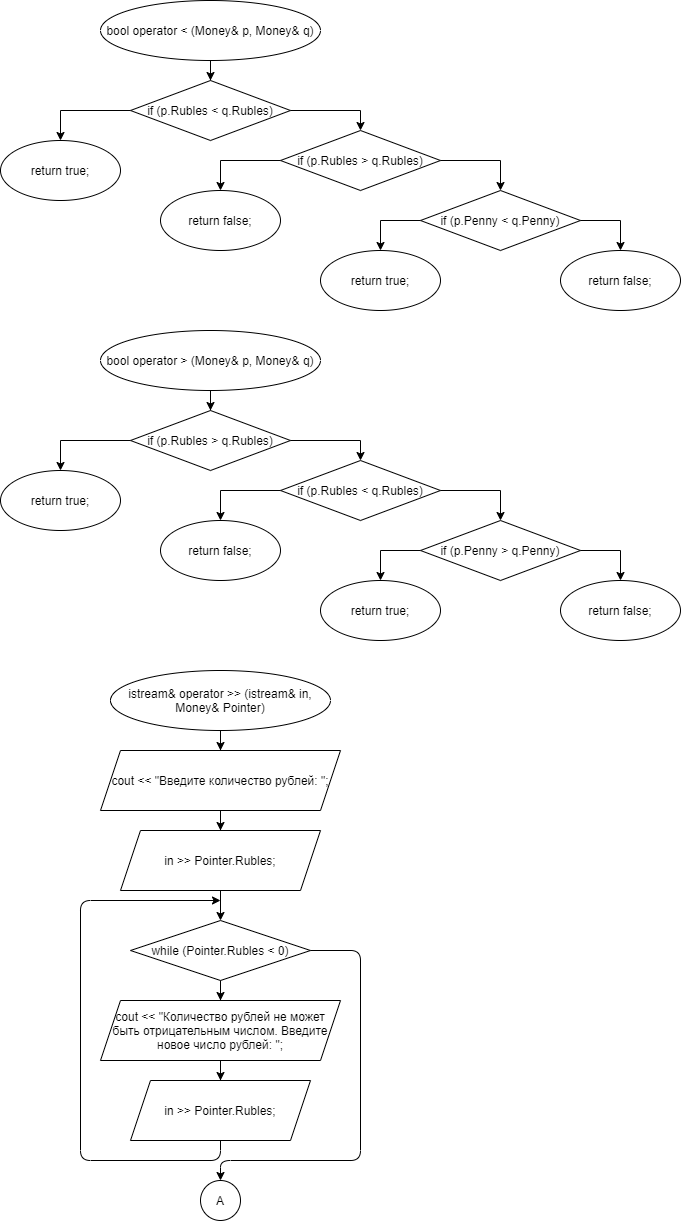 bool operator < (Money& p, Money& q)
if (p.Rubles < q.Rubles)
return true;
if (p.Rubles > q.Rubles)
return false;
if (p.Penny < q.Penny)
return true;
return false;
bool operator > (Money& p, Money& q)
if (p.Rubles > q.Rubles)
return true;
if (p.Rubles < q.Rubles)
return false;
if (p.Penny > q.Penny)
return true;
return false;
istream& operator >> (istream& in,
Money& Pointer)
cout << "Введите количество рублей: ";
in >> Pointer.Rubles;
while (Pointer.Rubles < 0)
cout << "Количество рублей не может
быть отрицательным числом. Введите
новое число рублей: ";
in >> Pointer.Rubles;
A